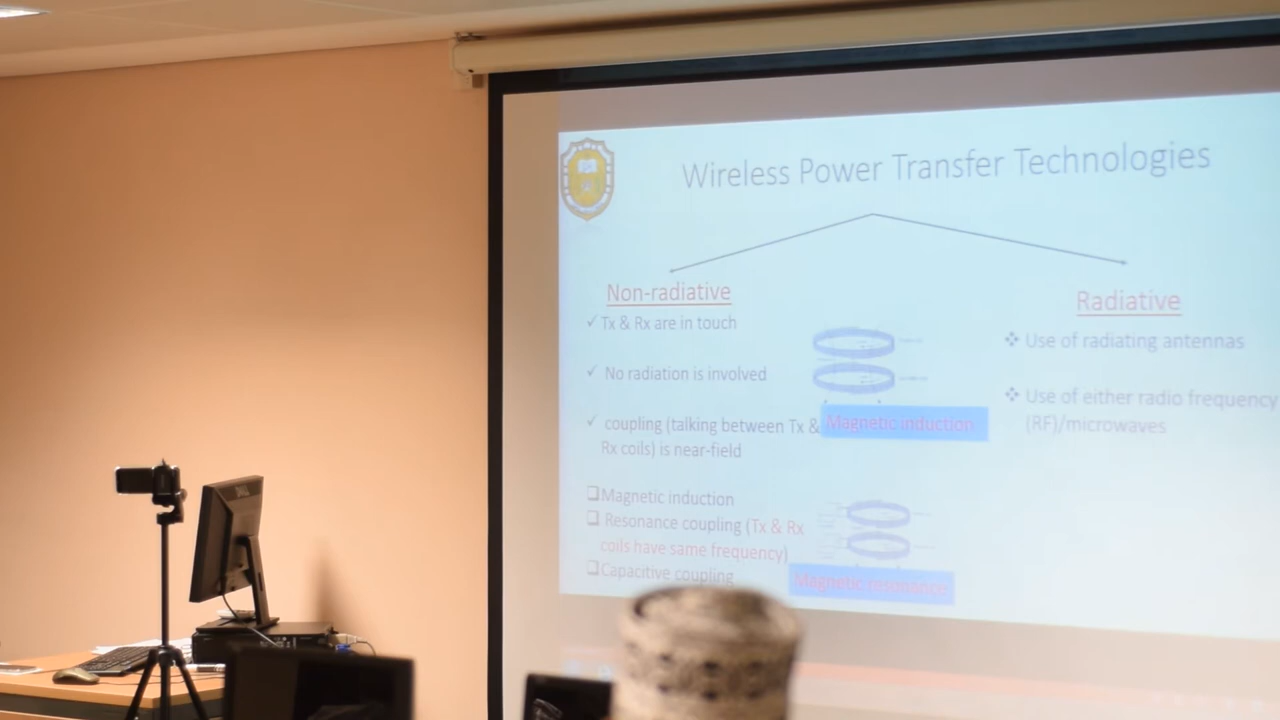 Wireless Power Transfer Technologies
Non-radiative
✓ Tx & Rx are in touch
✓ No radiation is involved
✓ coupling (talking between Tx &
Rx coils) is near-field
❑ Magnetic induction
❑ Resonance coupling (Tx & Rx
coils have same frequency)
❑ Capacitive coupling
Magnetic induction
Magnetic resonance
Radiative
❖ Use of radiating antennas
❖ Use of either radio frequency
(RF)/microwaves
DELL